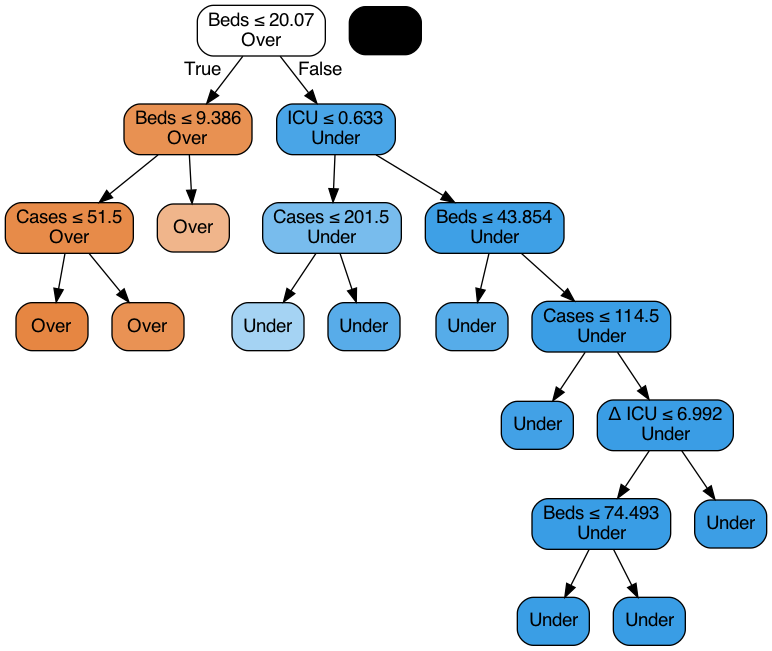 Beds ≤ 20.07
Over
True
False
Beds ≤ 9.386
Over
ICU ≤ 0.633
Under
Cases ≤ 51.5
Over
Over
Cases ≤ 201.5
Under
Beds ≤ 43.854
Under
Over
Over
Under
Under
Under
Cases ≤ 114.5
Under
Under
Δ ICU ≤ 6.992
Under
Beds ≤ 74.493
Under
Under
Under
Under